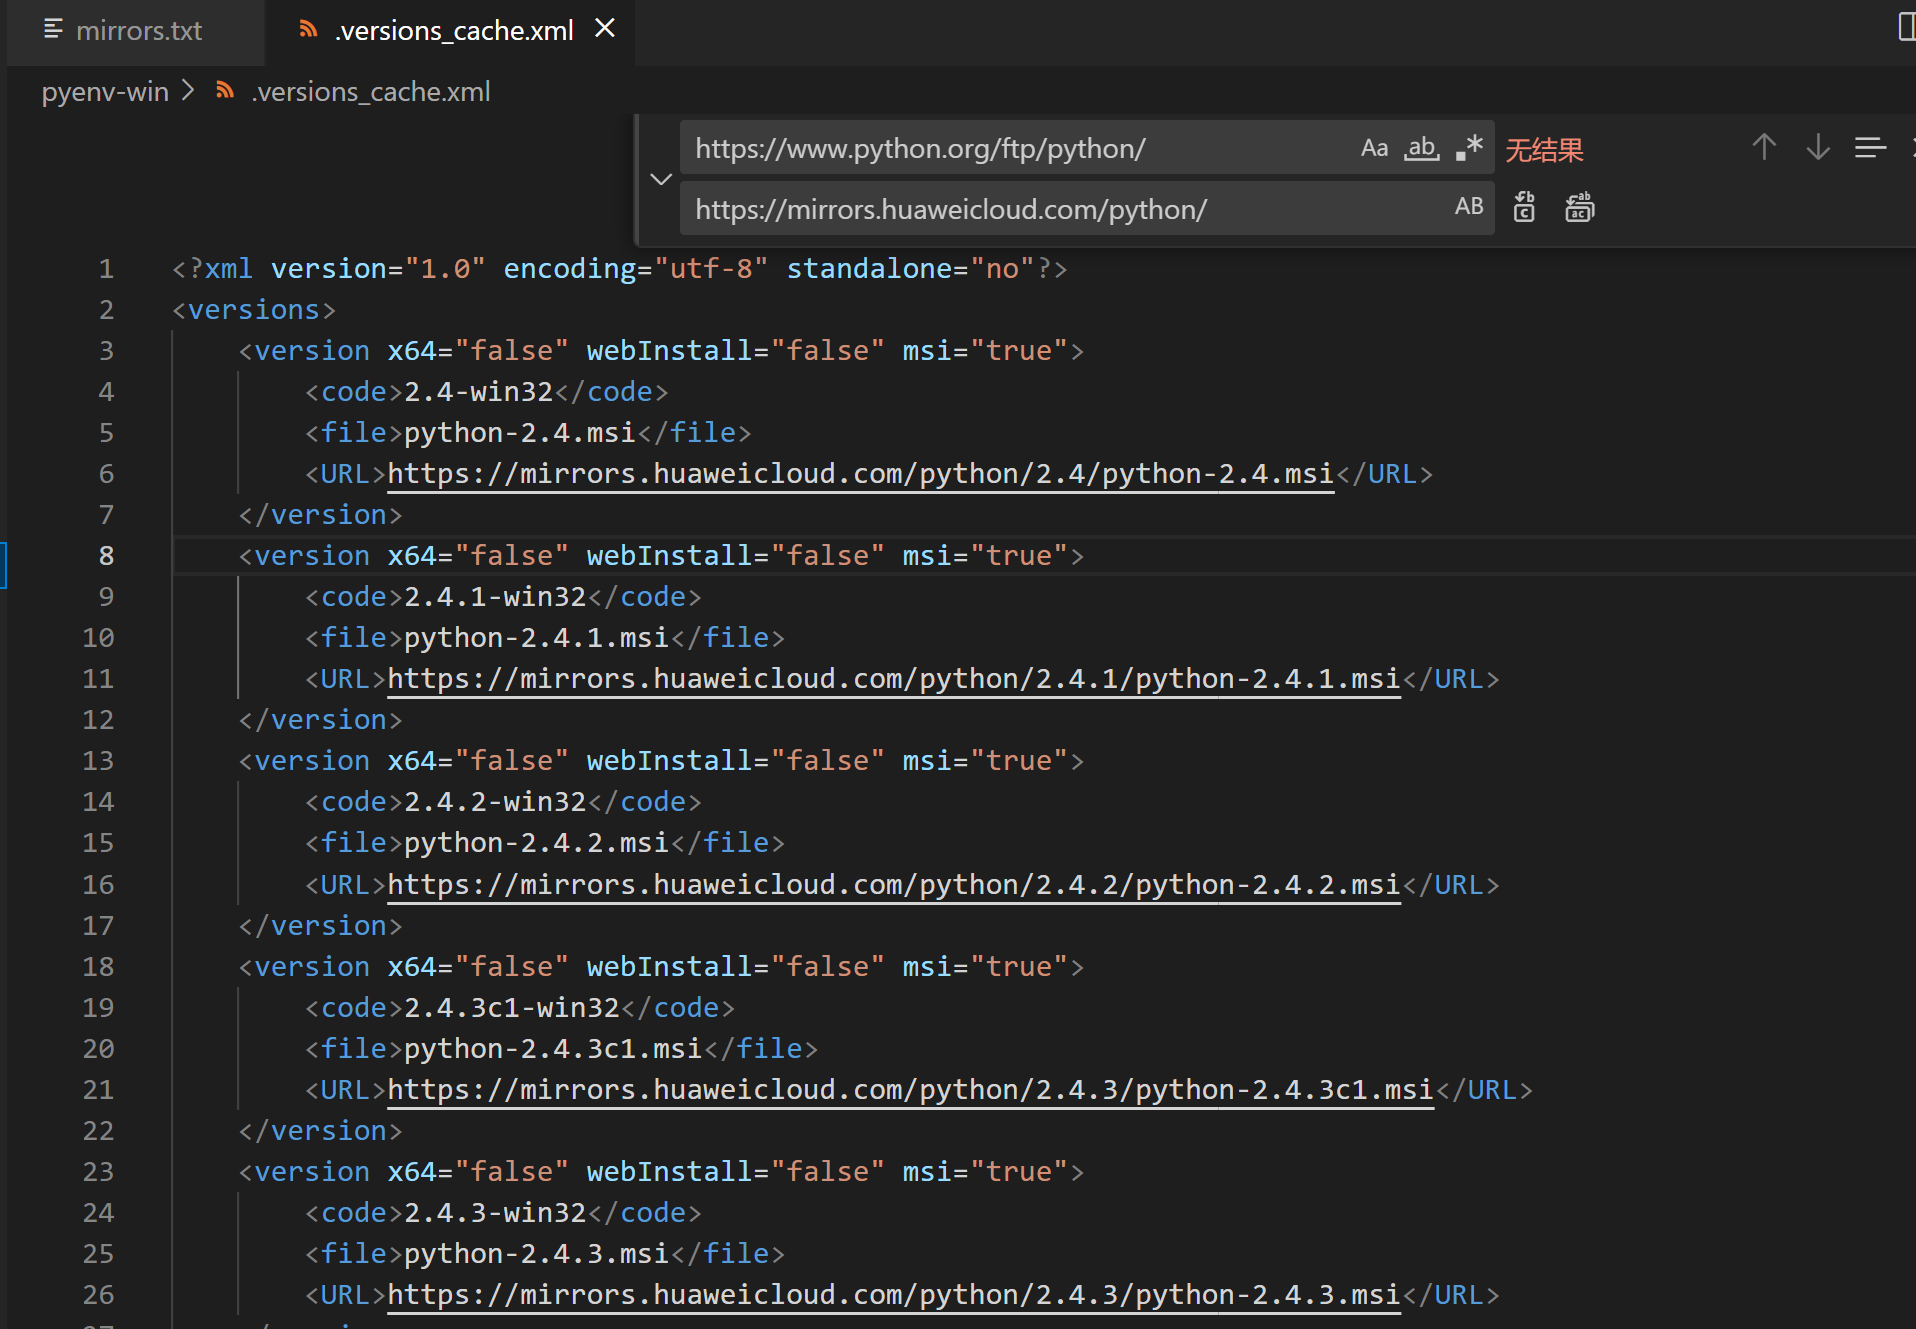 mirrors.txt
.versions_cache.xml
pyenv-win > .versions_cache.xml
https://www.python.org/ftp/python/ Aa ab .* 无结果
https://mirrors.huaweicloud.com/python/ AB
1 <?xml version="1.0" encoding="utf-8" standalone="no"?>
2 <versions>
3 <version x64="false" webInstall="false" msi="true">
4 <code>2.4-win32</code>
5 <file>python-2.4.msi</file>
6 <URL>https://mirrors.huaweicloud.com/python/2.4/python-2.4.msi</URL>
7 </version>
8 <version x64="false" webInstall="false" msi="true">
9 <code>2.4.1-win32</code>
10 <file>python-2.4.1.msi</file>
11 <URL>https://mirrors.huaweicloud.com/python/2.4.1/python-2.4.1.msi</URL>
12 </version>
13 <version x64="false" webInstall="false" msi="true">
14 <code>2.4.2-win32</code>
15 <file>python-2.4.2.msi</file>
16 <URL>https://mirrors.huaweicloud.com/python/2.4.2/python-2.4.2.msi</URL>
17 </version>
18 <version x64="false" webInstall="false" msi="true">
19 <code>2.4.3c1-win32</code>
20 <file>python-2.4.3c1.msi</file>
21 <URL>https://mirrors.huaweicloud.com/python/2.4.3/python-2.4.3c1.msi</URL>
22 </version>
23 <version x64="false" webInstall="false" msi="true">
24 <code>2.4.3-win32</code>
25 <file>python-2.4.3.msi</file>
26 <URL>https://mirrors.huaweicloud.com/python/2.4.3/python-2.4.3.msi</URL>